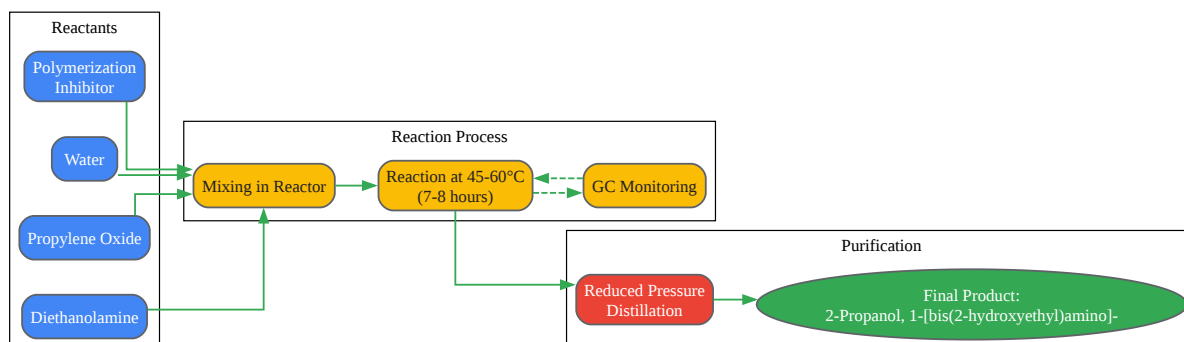 Reactants
Polymerization
Inhibitor
Water
Propylene Oxide
Diethanolamine
Reaction Process
Mixing in Reactor
Reaction at 45-60°C
(7-8 hours)
GC Monitoring
Purification
Reduced Pressure
Distillation
Final Product:
2-Propanol, 1-[bis(2-hydroxyethyl)amino]-